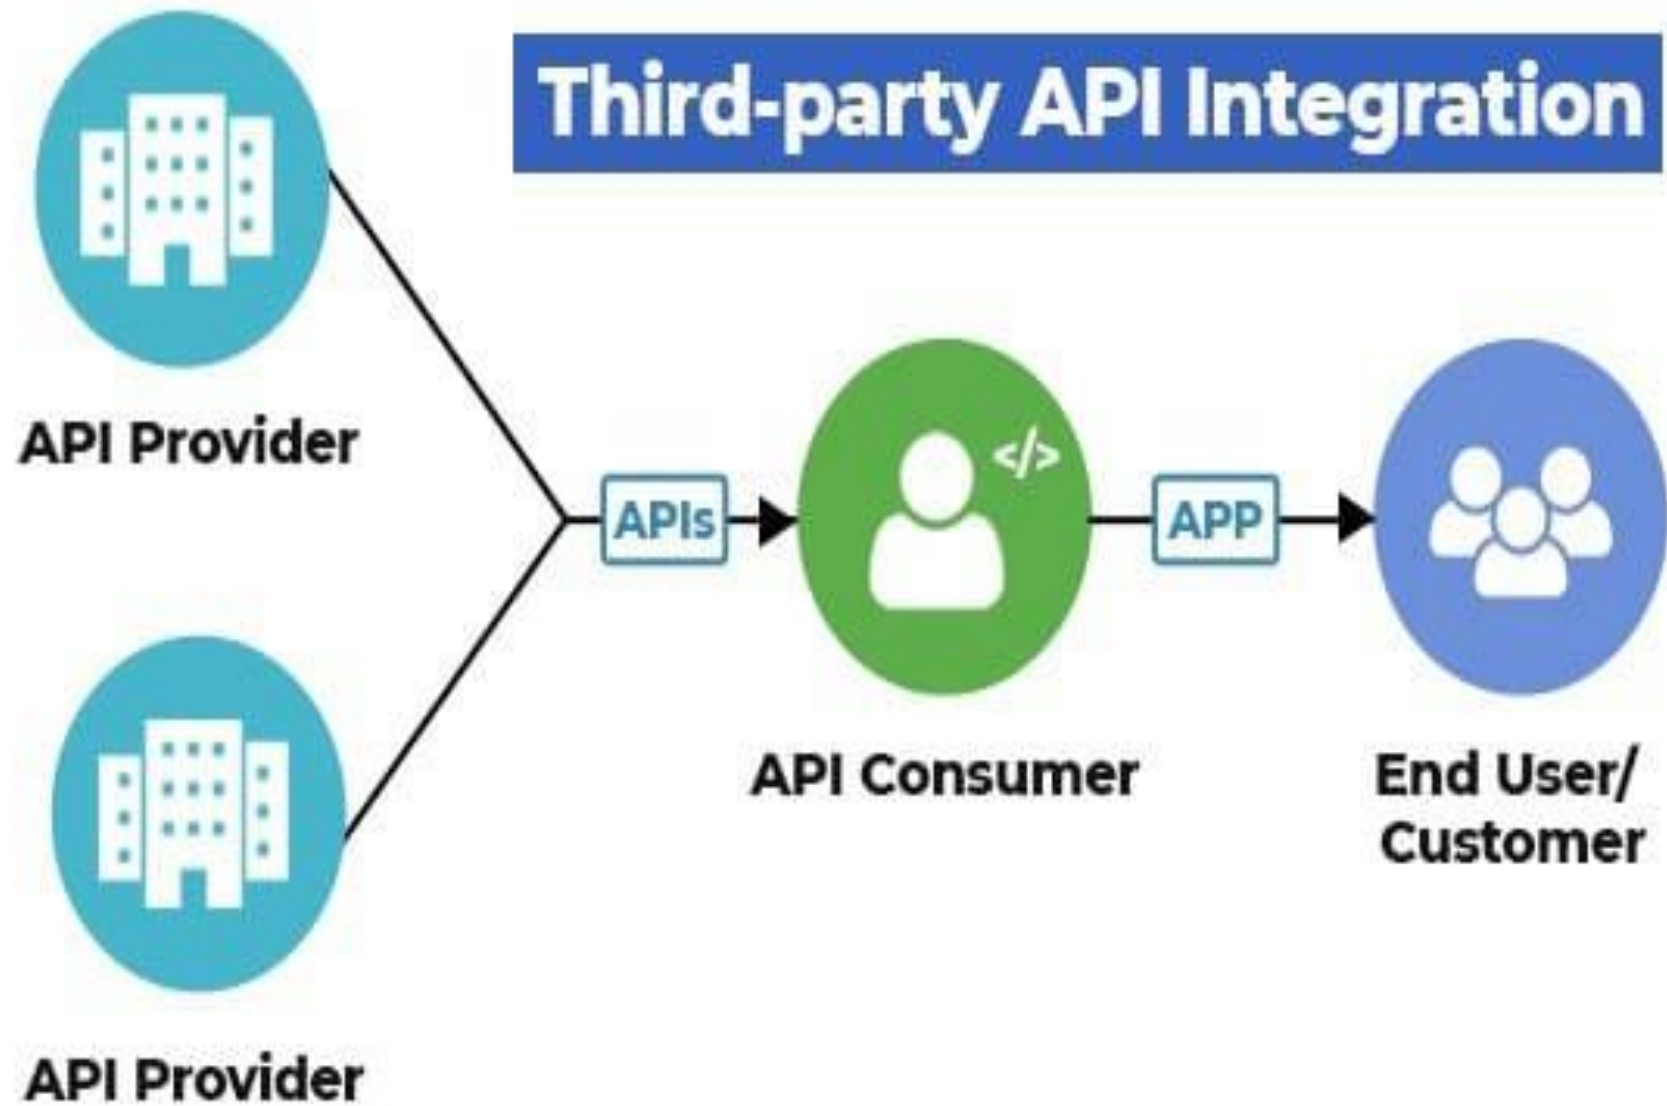 Third-party API Integration
API Provider
APIs
</>
APP
API Consumer
End User/
Customer
API Provider